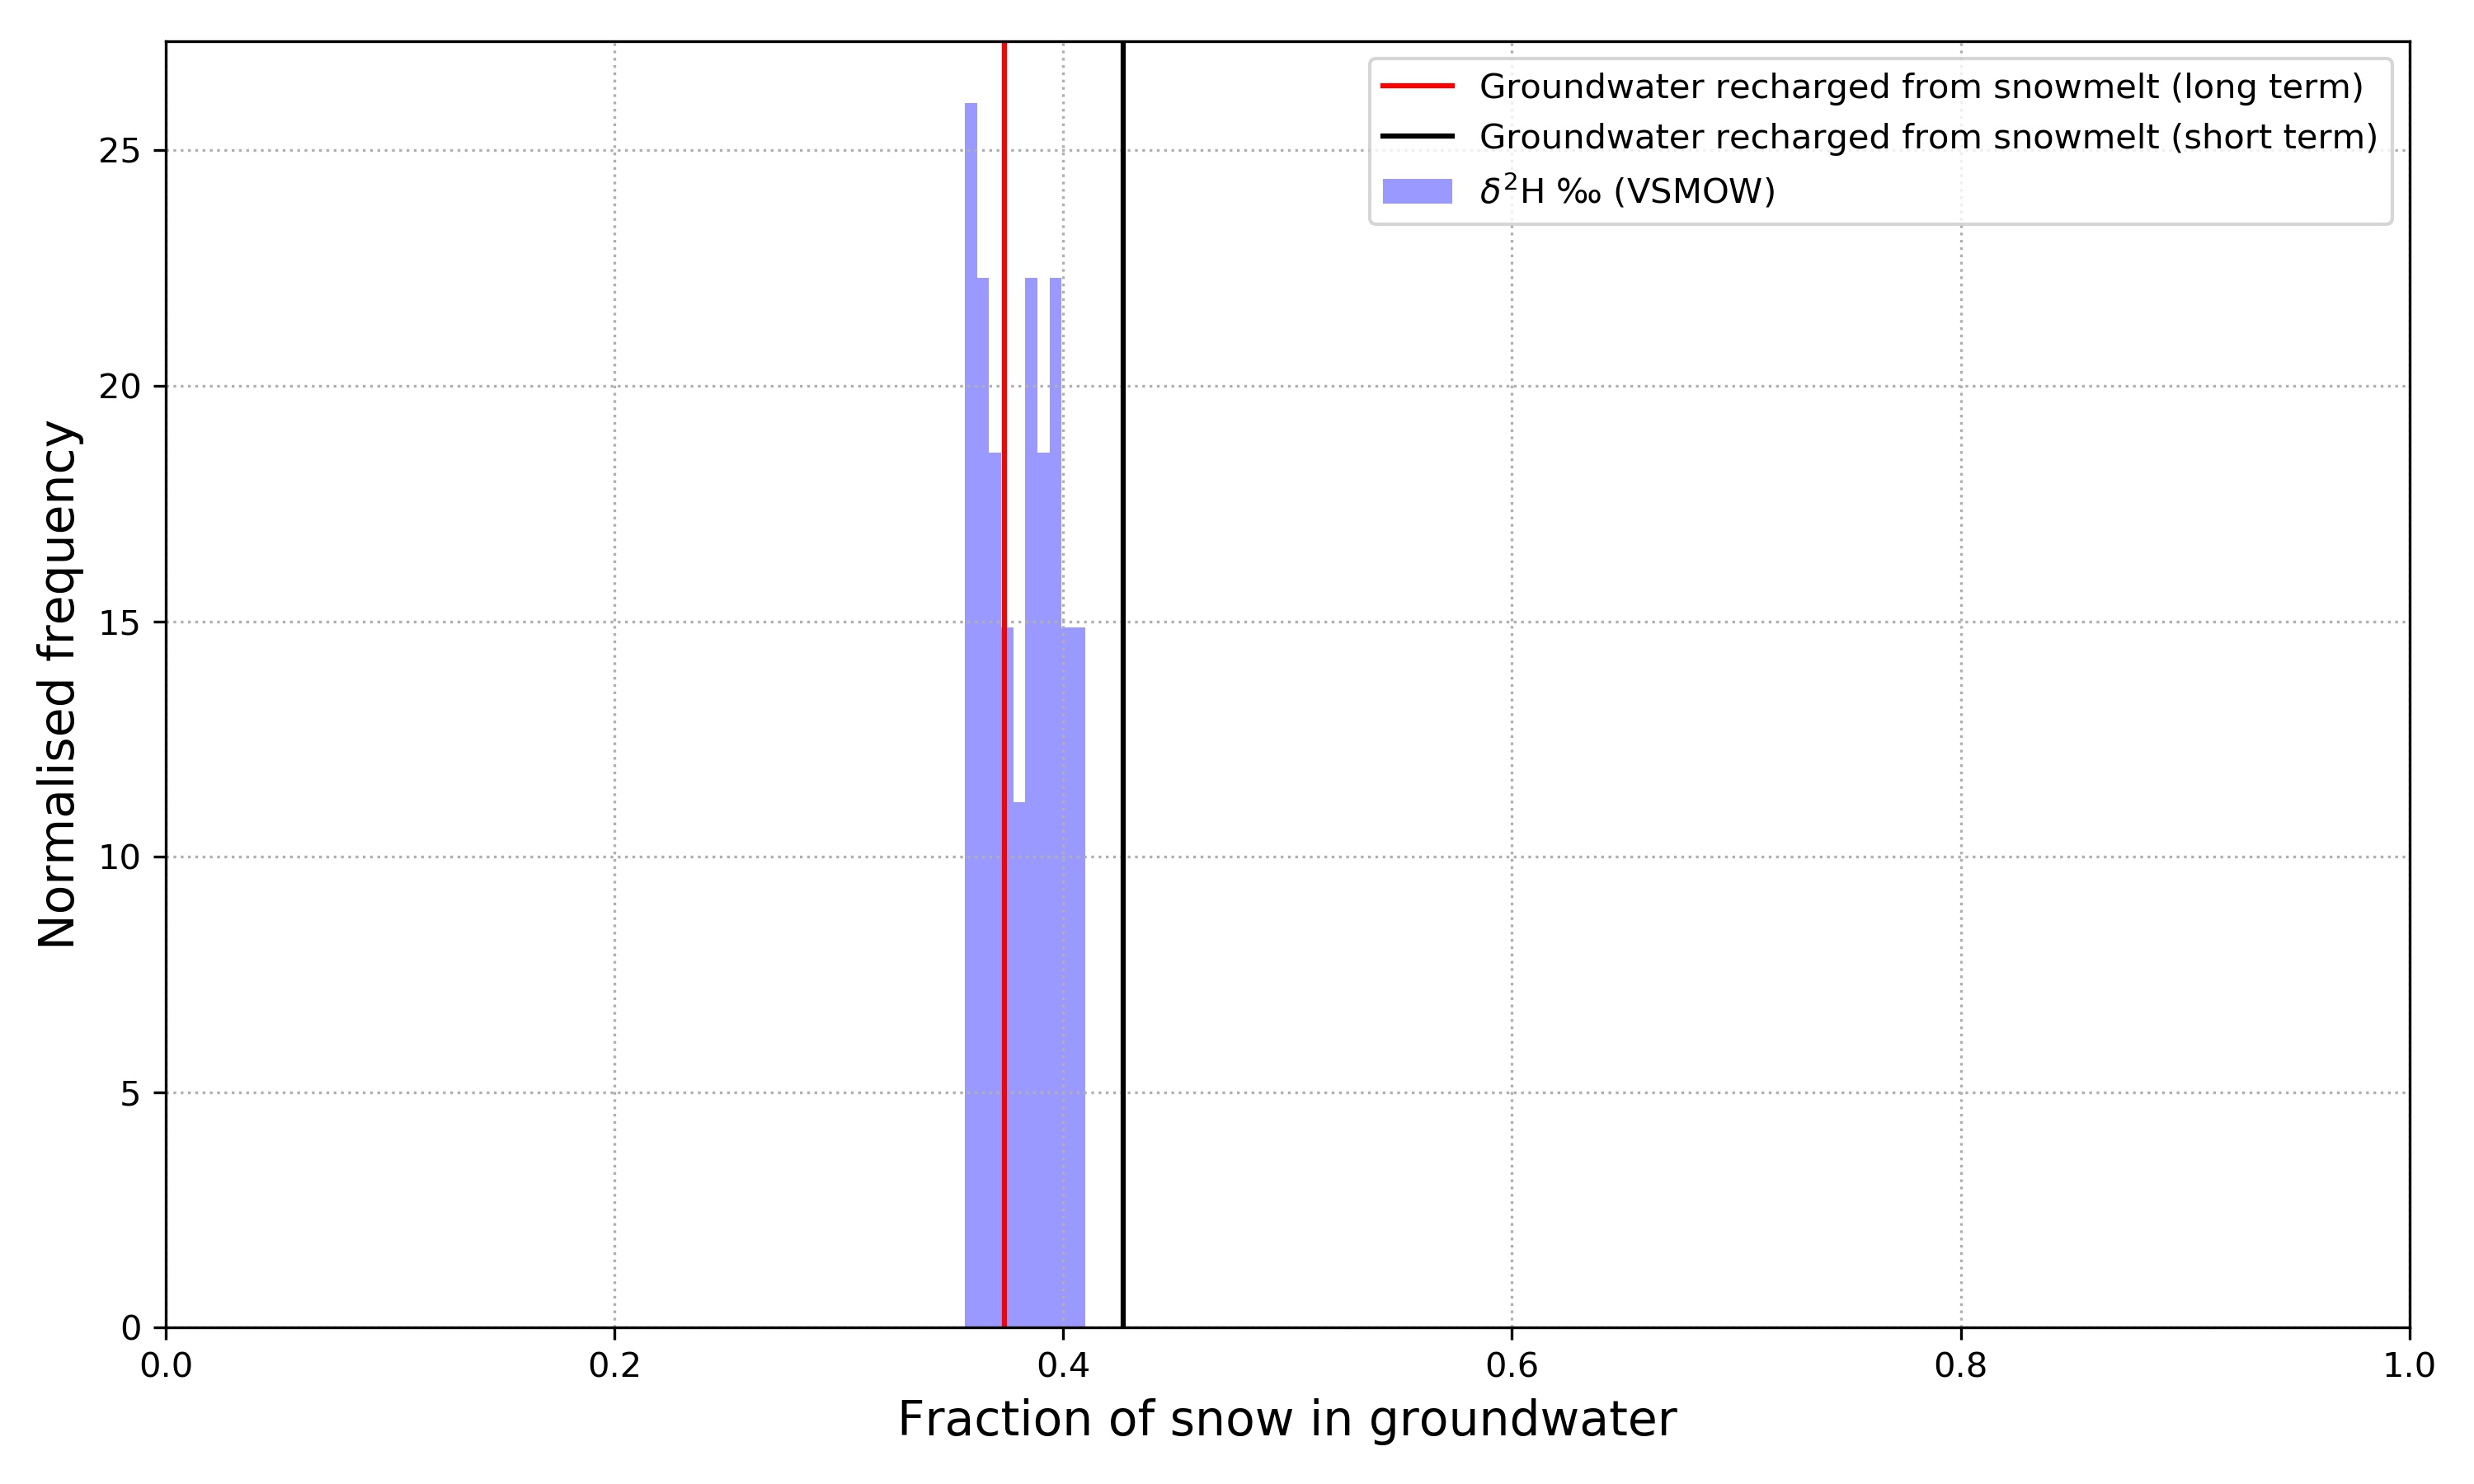 Groundwater recharged from snowmelt (long term)
Groundwater recharged from snowmelt (short term)
δ²H ‰ (VSMOW)
Normalised frequency
25
20
15
10
5
0
0.0 0.2 0.4 0.6 0.8 1.0
Fraction of snow in groundwater